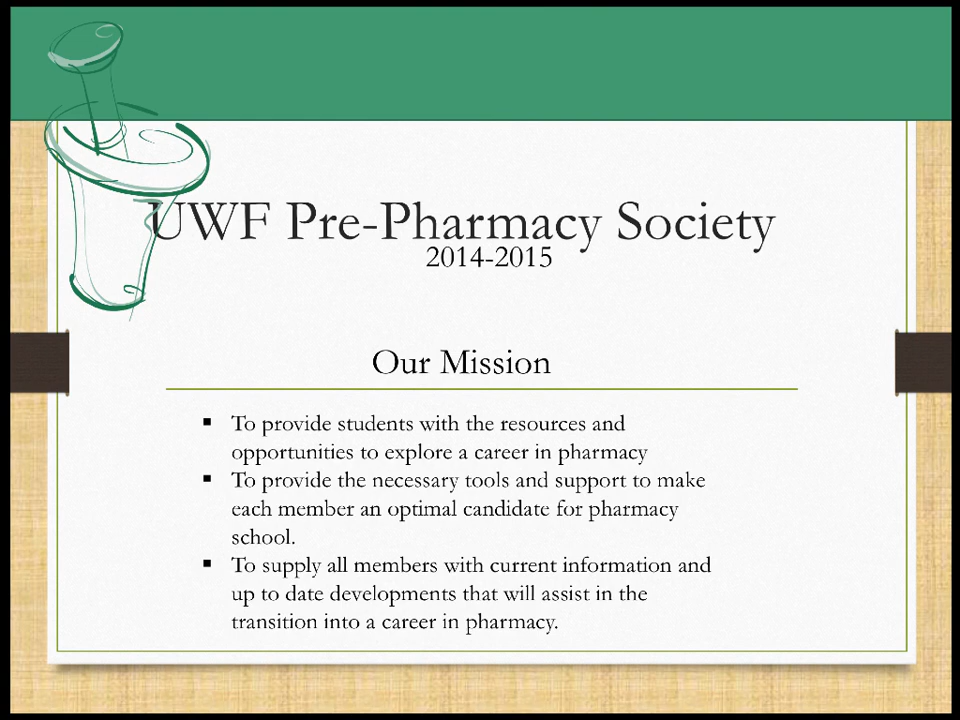 UWF Pre-Pharmacy Society
2014-2015
Our Mission
▪ To provide students with the resources and
opportunities to explore a career in pharmacy
▪ To provide the necessary tools and support to make
each member an optimal candidate for pharmacy
school.
▪ To supply all members with current information and
up to date developments that will assist in the
transition into a career in pharmacy.